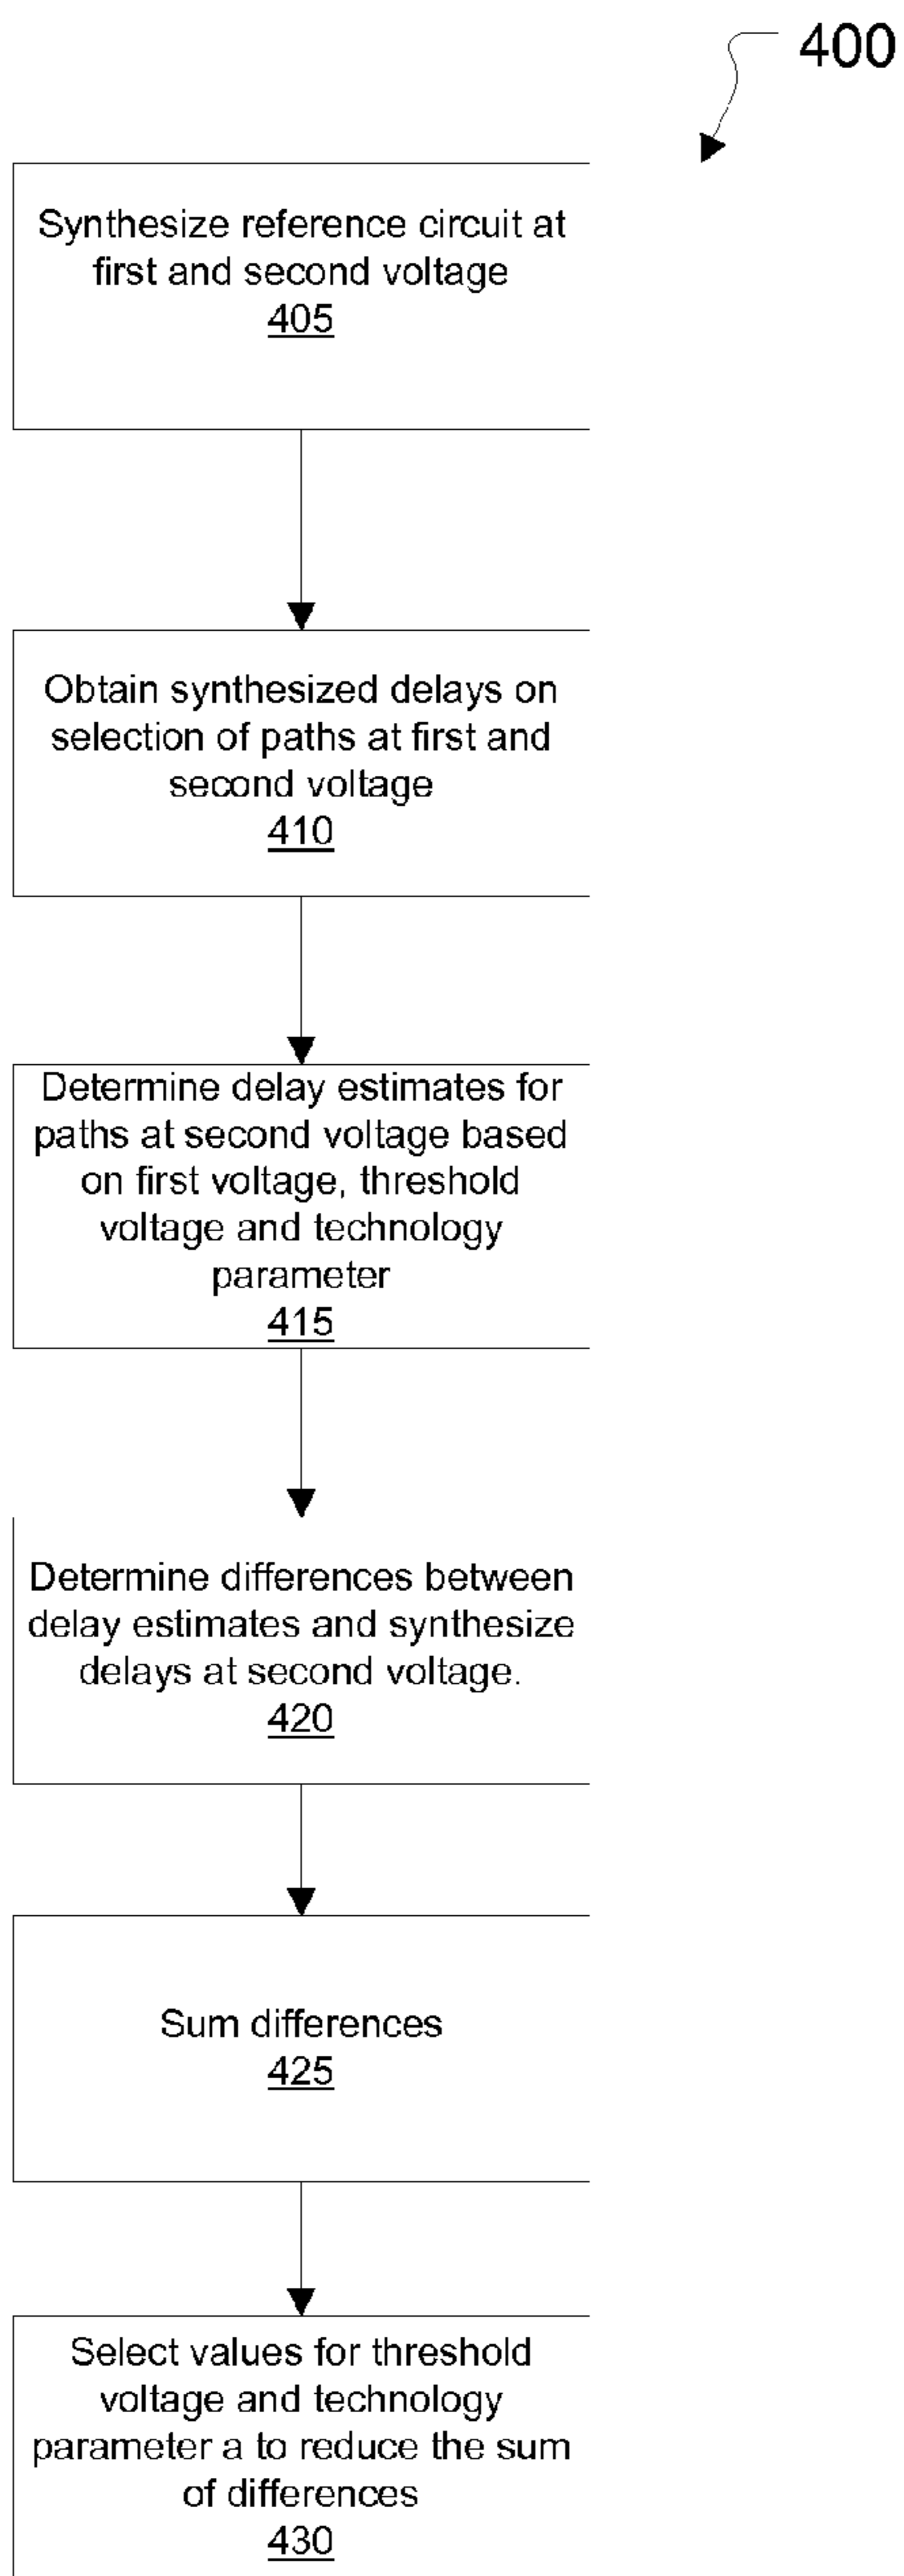 400
Synthesize reference circuit at
first and second voltage
405
Obtain synthesized delays on
selection of paths at first and
second voltage
410
Determine delay estimates for
paths at second voltage based
on first voltage, threshold
voltage and technology
parameter
415
Determine differences between
delay estimates and synthesize
delays at second voltage.
420
Sum differences
425
Select values for threshold
voltage and technology
parameter a to reduce the sum
of differences
430